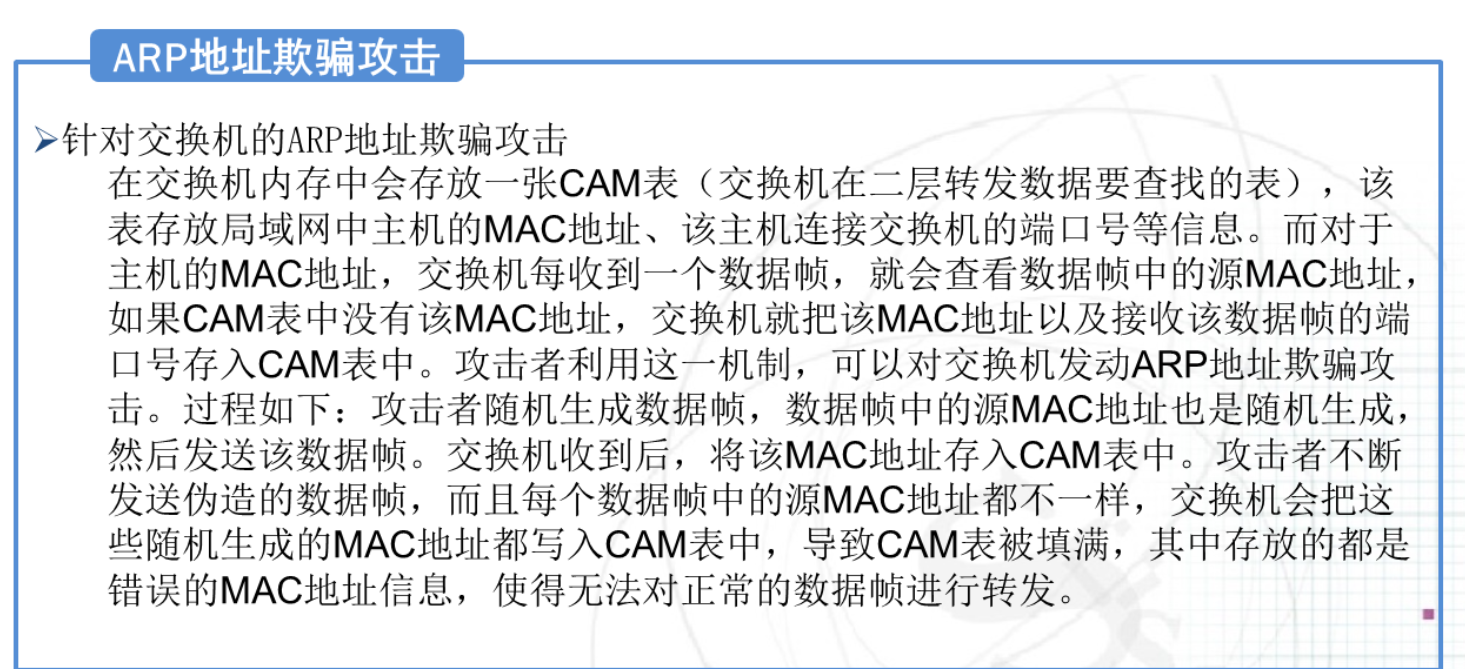 ARP地址欺骗攻击
➢针对交换机的ARP地址欺骗攻击
在交换机内存中会存放一张CAM表（交换机在二层转发数据要查找的表），该
表存放局域网中主机的MAC地址、该主机连接交换机的端口号等信息。而对于
主机的MAC地址，交换机每收到一个数据帧，就会查看数据帧中的源MAC地址，
如果CAM表中没有该MAC地址，交换机就把该MAC地址以及接收该数据帧的端
口号存入CAM表中。攻击者利用这一机制，可以对交换机发动ARP地址欺骗攻
击。过程如下：攻击者随机生成数据帧，数据帧中的源MAC地址也是随机生成，
然后发送该数据帧。交换机收到后，将该MAC地址存入CAM表中。攻击者不断
发送伪造的数据帧，而且每个数据帧中的源MAC地址都不一样，交换机会把这
些随机生成的MAC地址都写入CAM表中，导致CAM表被填满，其中存放的都是
错误的MAC地址信息，使得无法对正常的数据帧进行转发。